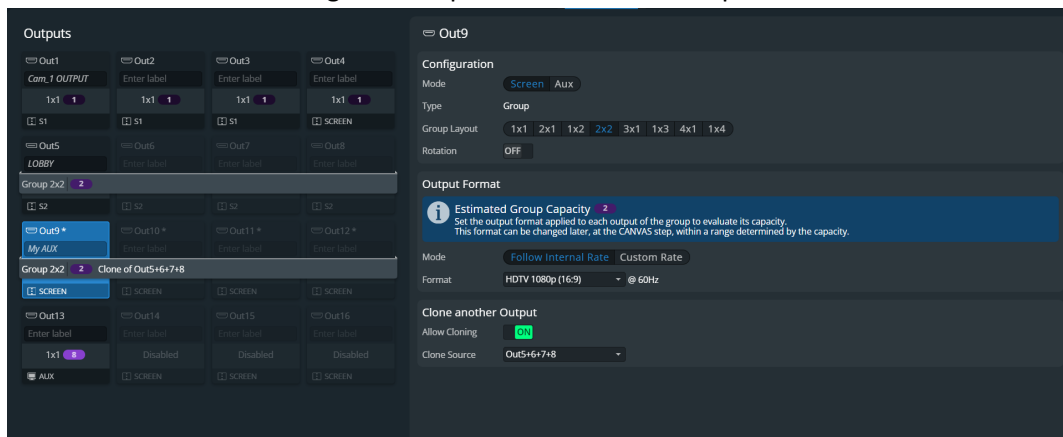 Outputs
Out1 Out2 Out3 Out4
Cam_1 OUTPUT Enter label Enter label Enter label
1x1 1 1x1 1 1x1 1 1x1 1
S1 S1 S1 SCREEN
Out5 Out6 Out7 Out8
LOBBY Enter label Enter label Enter label
Group 2x2 2
S2 S2 S2 S2
Out9 * Out10 * Out11 * Out12 *
My AUX Enter label Enter label Enter label
Group 2x2 2 Clone of Out5+6+7+8
SCREEN SCREEN SCREEN SCREEN
Out13 Out14 Out15 Out16
Enter label Enter label Enter label Enter label
1x1 8 Disabled Disabled Disabled
AUX SCREEN SCREEN SCREEN
Out9
Configuration
Mode Screen Aux
Type Group
Group Layout 1x1 2x1 1x2 2x2 3x1 1x3 4x1 1x4
Rotation OFF
Output Format
Estimated Group Capacity 2
Set the output format applied to each output of the group to evaluate its capacity.
This format can be changed later, at the CANVAS step, within a range determined by the capacity.
Mode Follow Internal Rate Custom Rate
Format HDTV 1080p (16:9) @ 60Hz
Clone another Output
Allow Cloning ON
Clone Source Out5+6+7+8